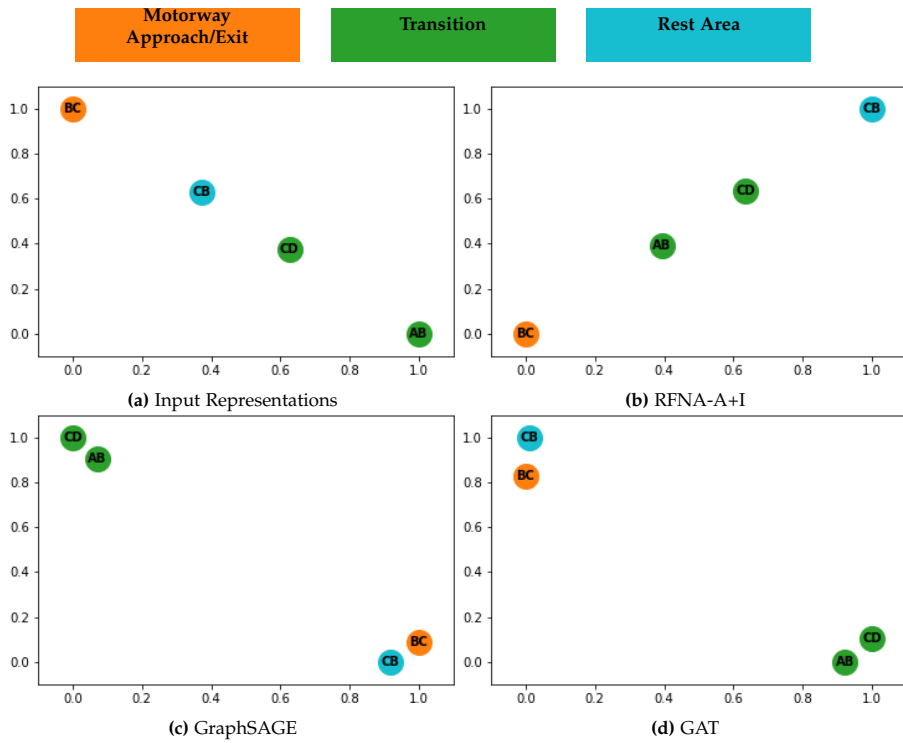 Motorway
Approach/Exit
Transition
Rest Area
1.0
0.8
0.6
0.4
0.2
0.0
BC
CB
CD
AB
0.0 0.2 0.4 0.6 0.8 1.0
(a) Input Representations
1.0
0.8
0.6
0.4
0.2
0.0
CB
CD
AB
BC
0.0 0.2 0.4 0.6 0.8 1.0
(b) RFNA-A+I
1.0
0.8
0.6
0.4
0.2
0.0
CD
AB
BC
CB
0.0 0.2 0.4 0.6 0.8 1.0
(c) GraphSAGE
1.0
0.8
0.6
0.4
0.2
0.0
CB
BC
CD
AB
0.0 0.2 0.4 0.6 0.8 1.0
(d) GAT